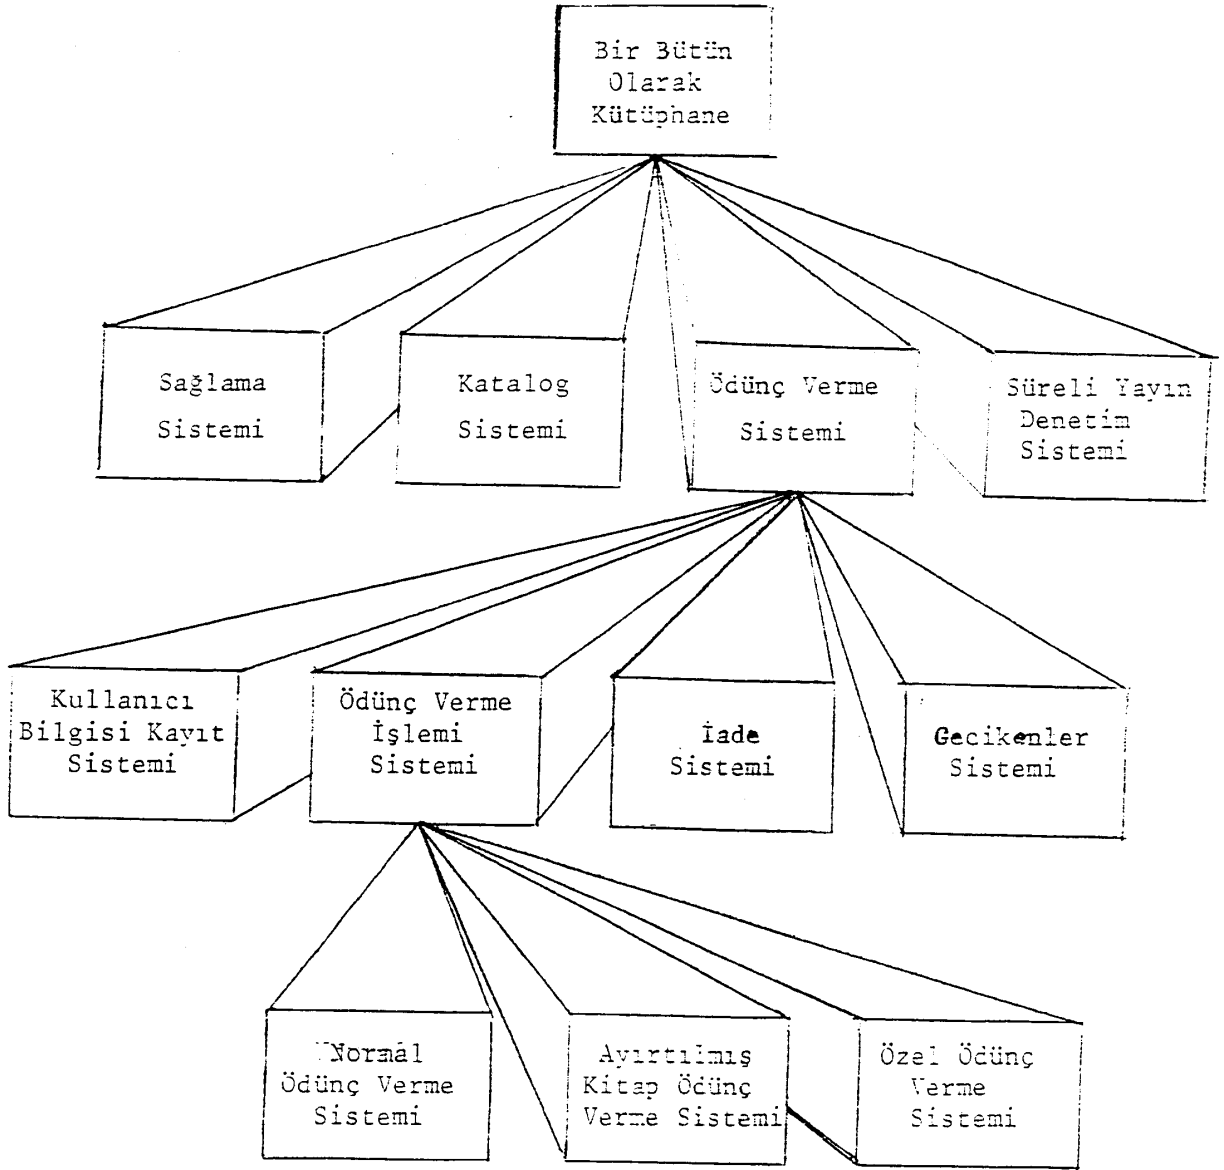 Bir Bütün
Olarak
Kütüphane
Sağlama
Sistemi
Katalog
Sistemi
Ödünç Verme
Sistemi
Süreli Yayın
Denetim
Sistemi
Kullanıcı
Bilgisi Kayıt
Sistemi
Ödünç Verme
İşlemi
Sistemi
İade
Sistemi
Gecikenler
Sistemi
Normal
Ödünç Verme
Sistemi
Ayırtılmış
Kitap Ödünç
Verme Sistemi
Özel Ödünç
Verme
Sistemi